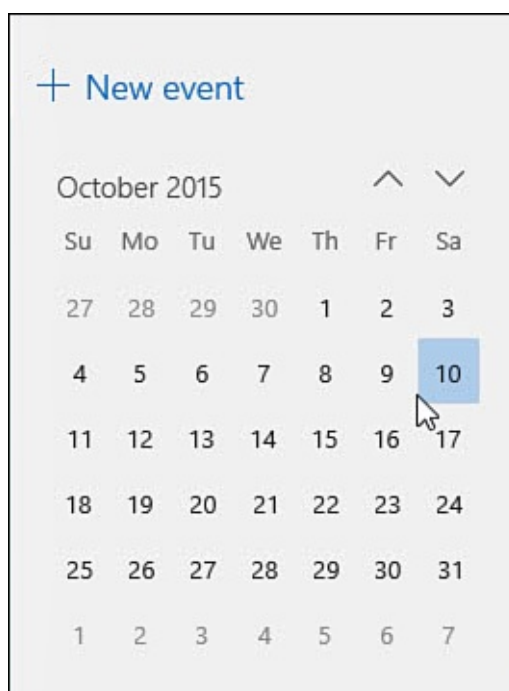 + New event
October 2015
Su Mo Tu We Th Fr Sa
27 28 29 30 1 2 3
4 5 6 7 8 9 10
11 12 13 14 15 16 17
18 19 20 21 22 23 24
25 26 27 28 29 30 31
1 2 3 4 5 6 7